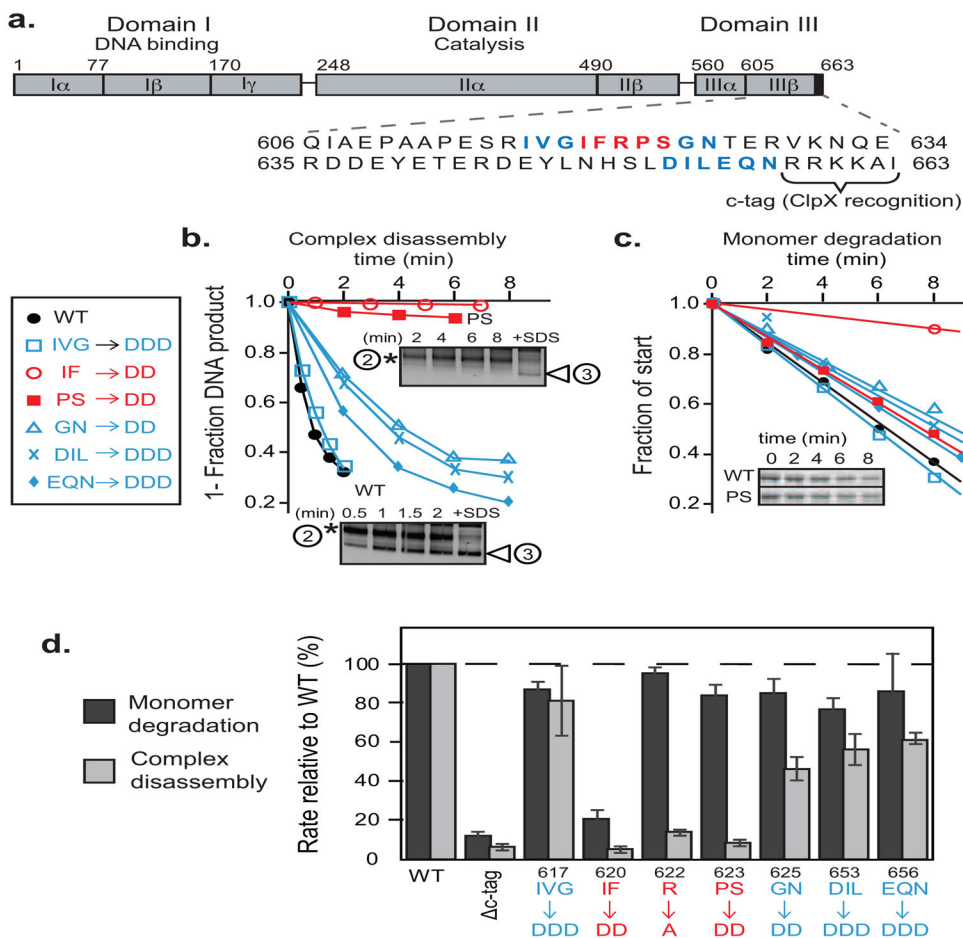 a.
Domain I Domain II Domain III
DNA binding Catalysis
1 77 170 248 490 560 605 663
Iα Iβ Iγ IIα IIβ IIIα IIIβ
606 QIAEPAAPESRIVGIFRPSGNTERVKNQE 634
635 RDDEYETERDEYLNHSLDILEQNRRKKAI 663
c-tag (ClpX recognition)
WT
IVG → DDD
IF → DD
PS → DD
GN → DD
DIL → DDD
EQN → DDD
b.
Complex disassembly
time (min)
0 2 4 6 8
1- Fraction DNA product
1.0
0.8
0.6
0.4
0.2
PS
(min) 2 4 6 8 +SDS
2 *
3
WT
(min) 0.5 1 1.5 2 +SDS
2 *
3
c.
Monomer degradation
time (min)
0 2 4 6 8
Fraction of start
1.0
0.8
0.6
0.4
0.2
time (min)
0 2 4 6 8
WT
PS
d.
Monomer
degradation
Complex
disassembly
Rate relative to WT (%)
100
80
60
40
20
0
WT
Δc-tag
617 620 622 623 625 653 656
IVG IF R PS GN DIL EQN
↓ ↓ ↓ ↓ ↓ ↓ ↓
DDD DD A DD DD DDD DDD